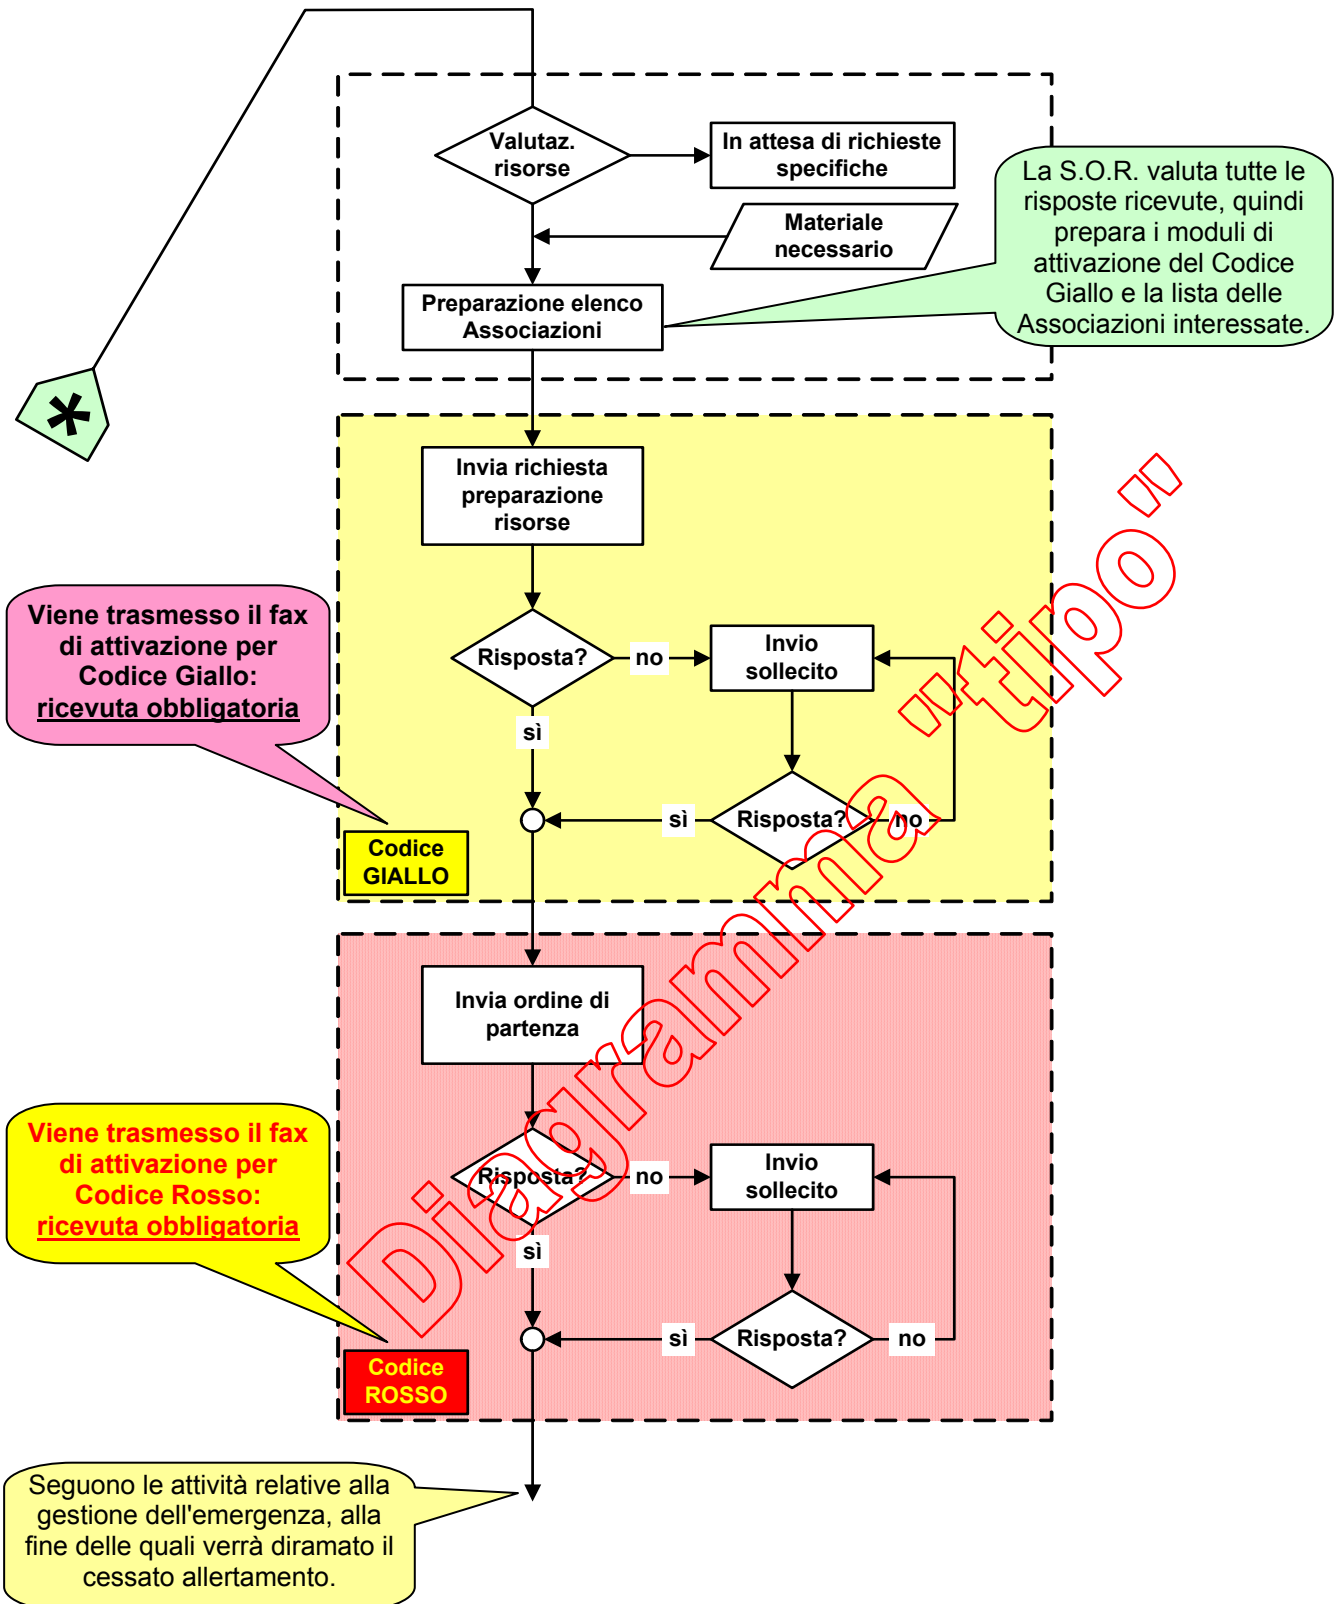 Valutaz.
risorse
In attesa di richieste
specifiche
La S.O.R. valuta tutte le
risposte ricevute, quindi
prepara i moduli di
attivazione del Codice
Giallo e la lista delle
Associazioni interessate.
Materiale
necessario
Preparazione elenco
Associazioni
*
Invia richiesta
preparazione
risorse
Viene trasmesso il fax
di attivazione per
Codice Giallo:
ricevuta obbligatoria
Risposta?
no
Invio
sollecito
sì
sì
Risposta?
no
Codice
GIALLO
Diagramma "tipo"
Invia ordine di
partenza
Viene trasmesso il fax
di attivazione per
Codice Rosso:
ricevuta obbligatoria
Risposta?
no
Invio
sollecito
sì
sì
Risposta?
no
Codice
ROSSO
Seguono le attività relative alla
gestione dell'emergenza, alla
fine delle quali verrà diramato il
cessato allertamento.